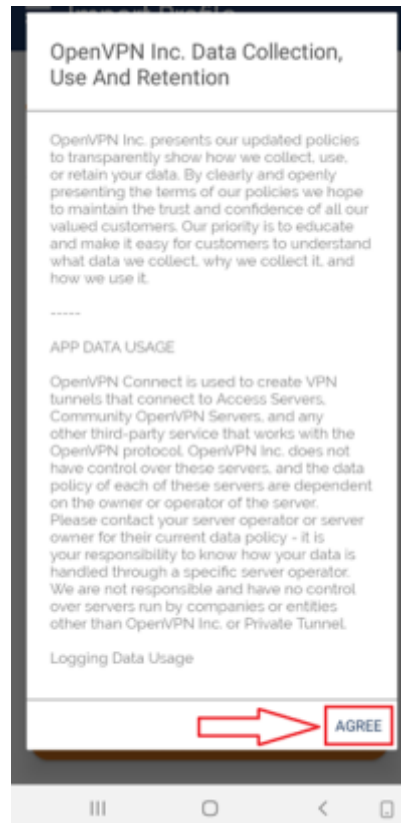 Import Profile
OpenVPN Inc. Data Collection,
Use And Retention
OpenVPN Inc. presents our updated policies
to transparently show how we collect, use,
or retain your data. By clearly and openly
presenting the terms of our policies we hope
to maintain the trust and confidence of all our
valued customers. Our priority is to educate
and make it easy for customers to understand
what data we collect, why we collect it, and
how we use it.
-----
APP DATA USAGE
OpenVPN Connect is used to create VPN
tunnels that connect to Access Servers,
Community OpenVPN Servers, and any
other third-party service that works with the
OpenVPN protocol. OpenVPN Inc. does not
have control over these servers, and the data
policy of each of these servers are dependent
on the owner or operator of the server.
Please contact your server operator or server
owner for their current data policy - it is
your responsibility to know how your data is
handled through a specific server operator.
We are not responsible and have no control
over servers run by companies or entities
other than OpenVPN Inc. or Private Tunnel.
Logging Data Usage
AGREE